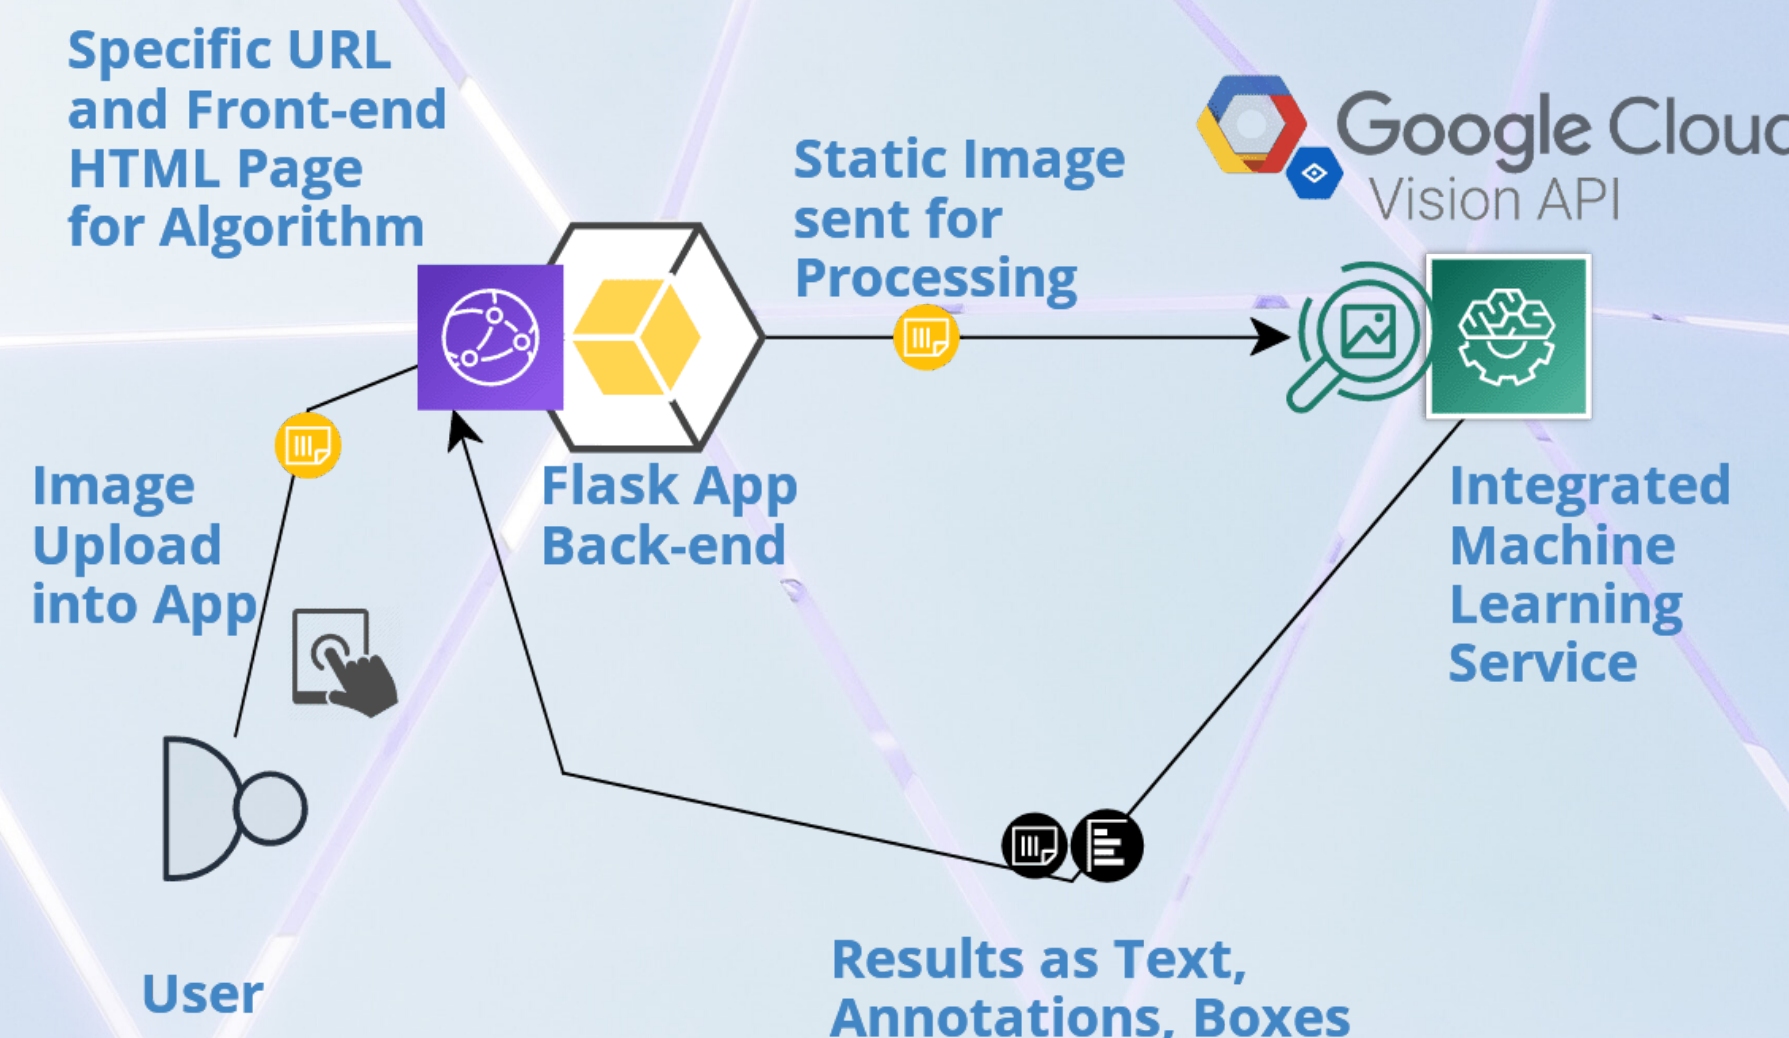 Specific URL
and Front-end
HTML Page
for Algorithm
Static Image
sent for
Processing
Google Cloud
Vision API
Image
Upload
into App
Flask App
Back-end
Integrated
Machine
Learning
Service
User
Results as Text,
Annotations, Boxes